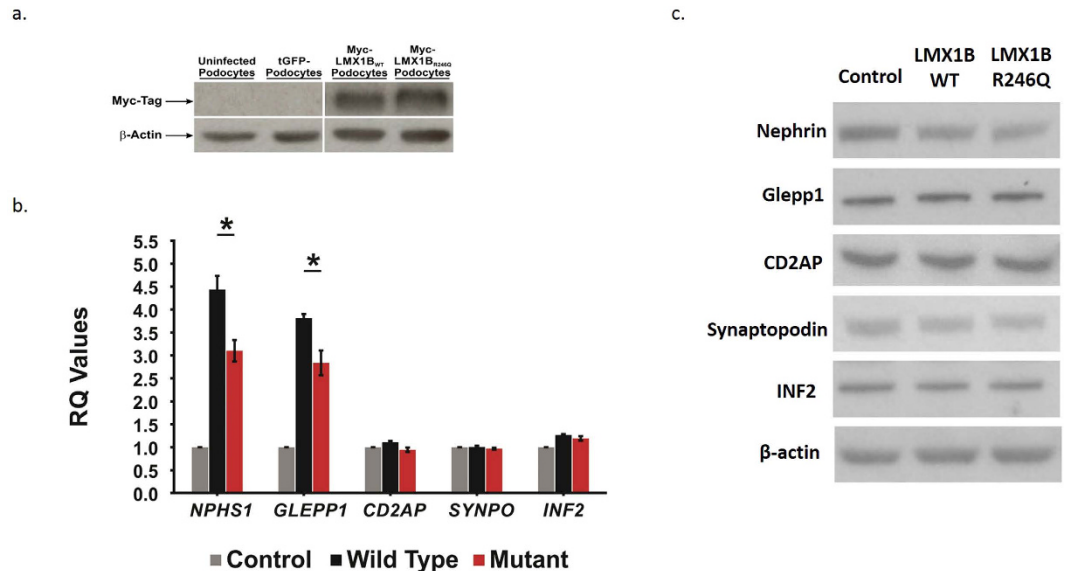 a.
Uninfected Podocytes
tGFP- Podocytes
Myc- LMX1BWT Podocytes
Myc- LMX1BR246Q Podocytes
Myc-Tag
β-Actin
b.
RQ Values
5.5
5.0
4.5
4.0
3.5
3.0
2.5
2.0
1.5
1.0
0.5
0.0
*
*
NPHS1 GLEPP1 CD2AP SYNPO INF2
Control Wild Type Mutant
c.
Control
LMX1B WT
LMX1B R246Q
Nephrin
Glepp1
CD2AP
Synaptopodin
INF2
β-actin